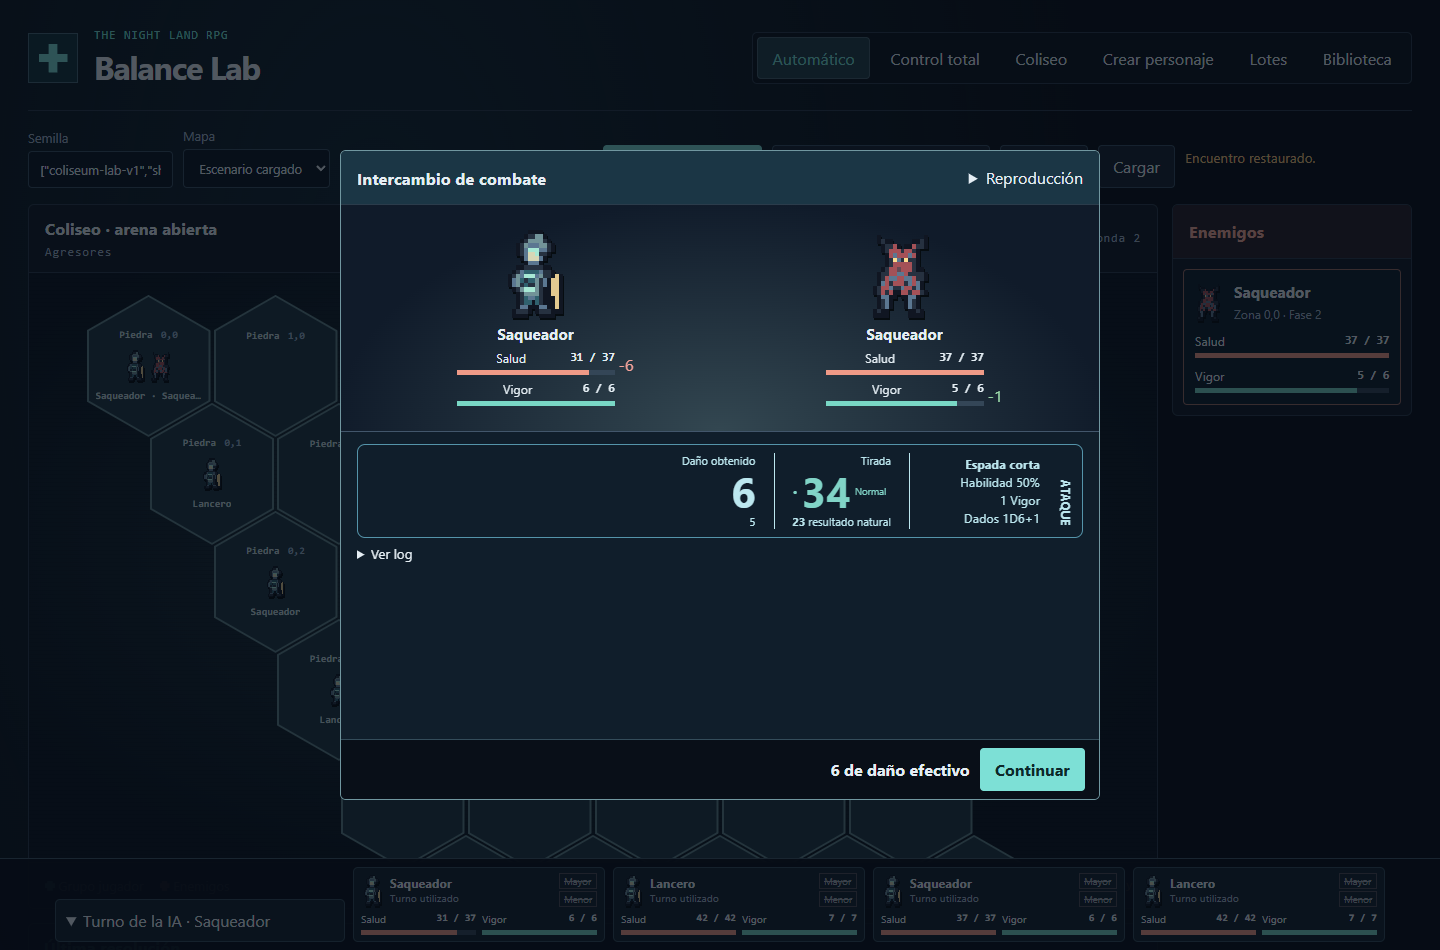 THE NIGHT LAND RPG
Balance Lab
Automático
Control total
Coliseo
Crear personaje
Lotes
Biblioteca
Semilla
Mapa
["coliseum-lab-v1","sl
Escenario cargado
Cargar
Encuentro restaurado.
Coliseo · arena abierta
Agresores
onda 2
Enemigos
Saqueador
Zona 0,0 · Fase 2
Salud 37 / 37
Vigor 5 / 6
Piedra 0,0
Saqueador · Saquea…
Piedra 1,0
Piedra 0,1
Lancero
Piedr
Piedra 0,2
Saqueador
Piedr
Lanc
Intercambio de combate
▶ Reproducción
Saqueador
Salud 31 / 37 -6
Vigor 6 / 6
Saqueador
Salud 37 / 37
Vigor 5 / 6 -1
Daño obtenido
6
5
Tirada
·34 Normal
23 resultado natural
Espada corta
Habilidad 50%
1 Vigor
Dados 1D6+1
ATAQUE
▶ Ver log
6 de daño efectivo
Continuar
▼ Turno de la IA · Saqueador
Saqueador
Turno utilizado
Mayor
Menor
Salud 31 / 37 Vigor 6 / 6
Lancero
Turno utilizado
Mayor
Menor
Salud 42 / 42 Vigor 7 / 7
Saqueador
Turno utilizado
Mayor
Menor
Salud 37 / 37 Vigor 6 / 6
Lancero
Turno utilizado
Mayor
Menor
Salud 42 / 42 Vigor 7 / 7